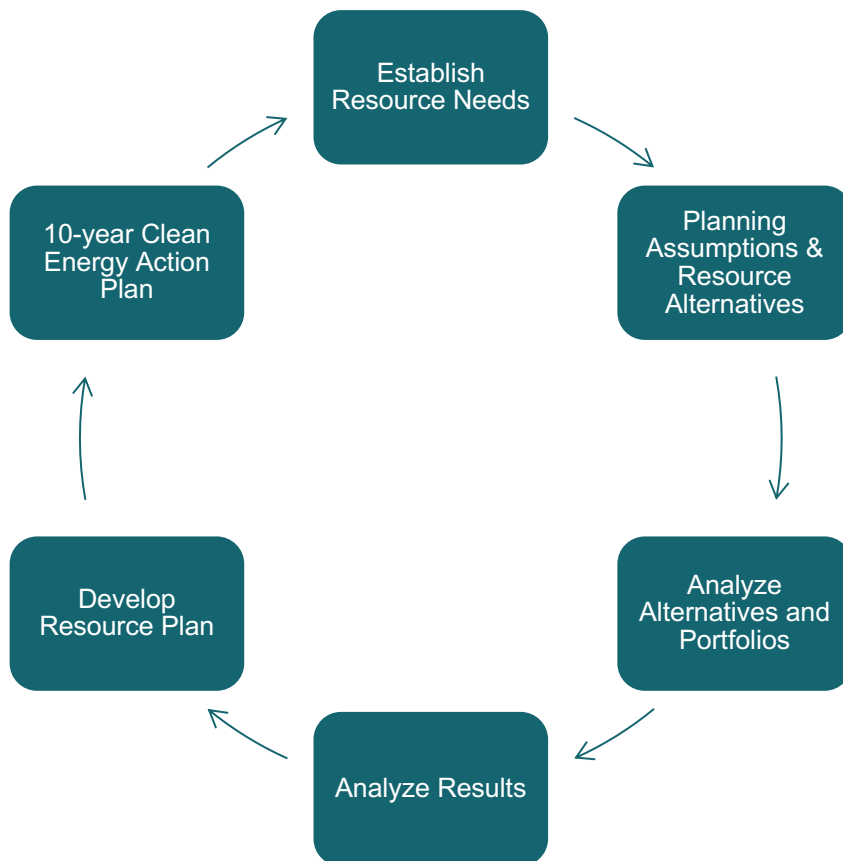 Establish
Resource Needs
Planning
Assumptions &
Resource
Alternatives
Analyze
Alternatives and
Portfolios
Analyze Results
Develop
Resource Plan
10-year Clean
Energy Action
Plan